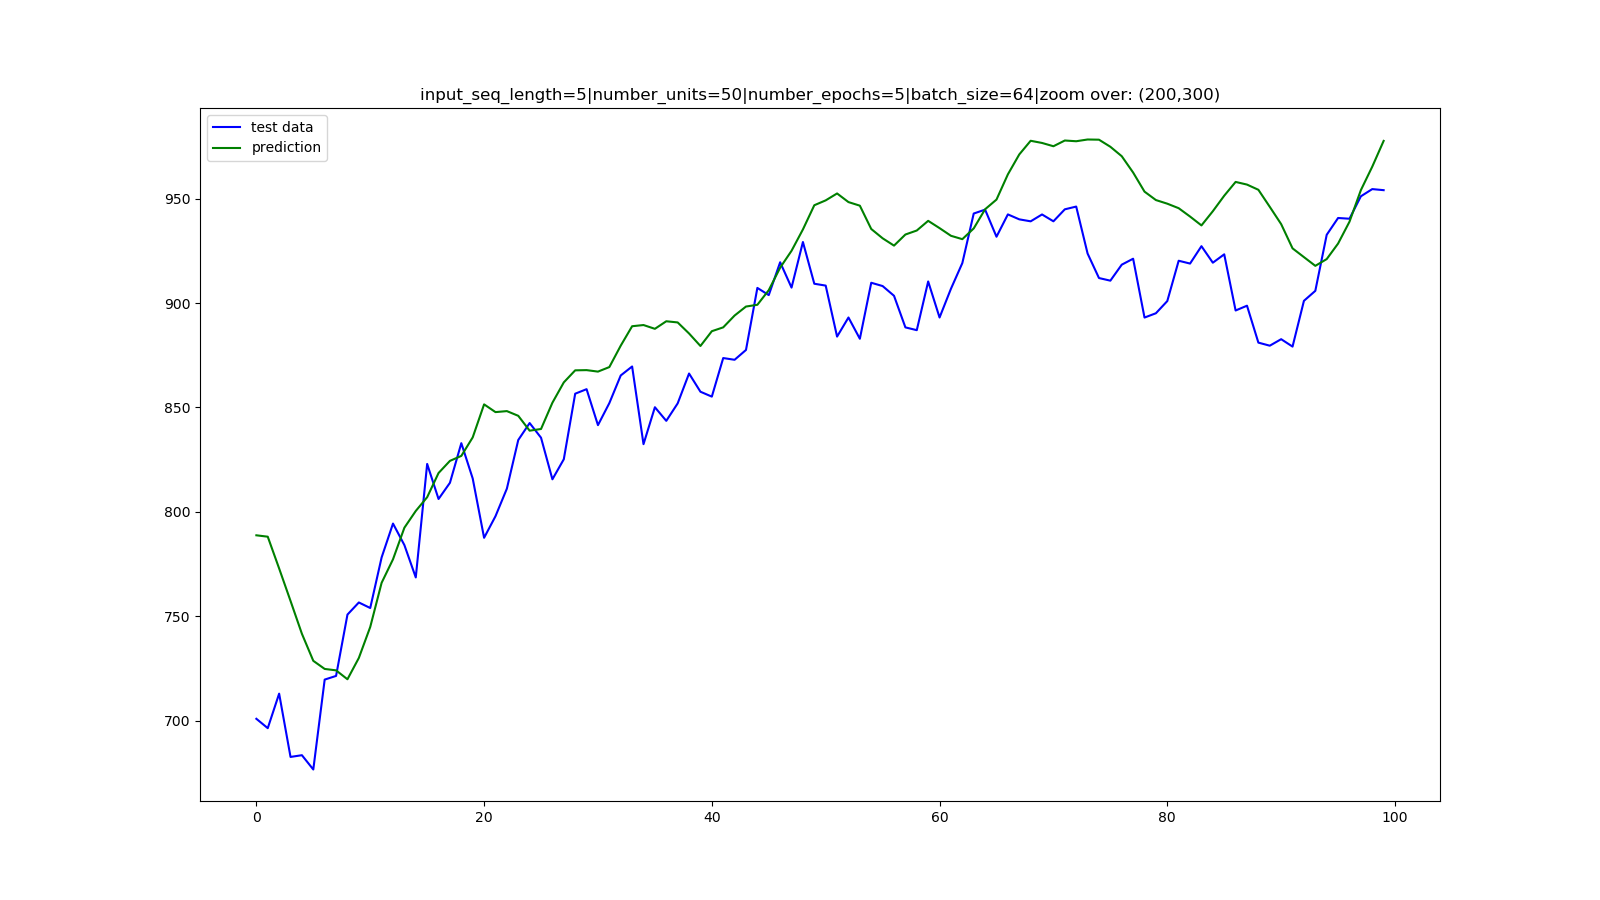 input_seq_length=5|number_units=50|number_epochs=5|batch_size=64|zoom over: (200,300)
test data
prediction
950
900
850
800
750
700
0 20 40 60 80 100